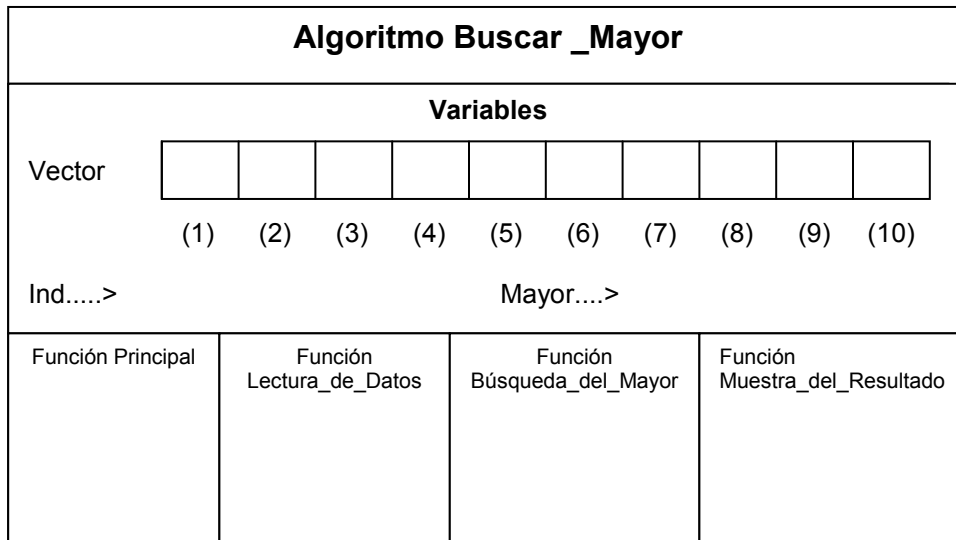 Algoritmo Buscar _Mayor
Variables
Vector
(1) (2) (3) (4) (5) (6) (7) (8) (9) (10)
Ind.....> Mayor....>
Función Principal
Función
Lectura_de_Datos
Función
Búsqueda_del_Mayor
Función
Muestra_del_Resultado